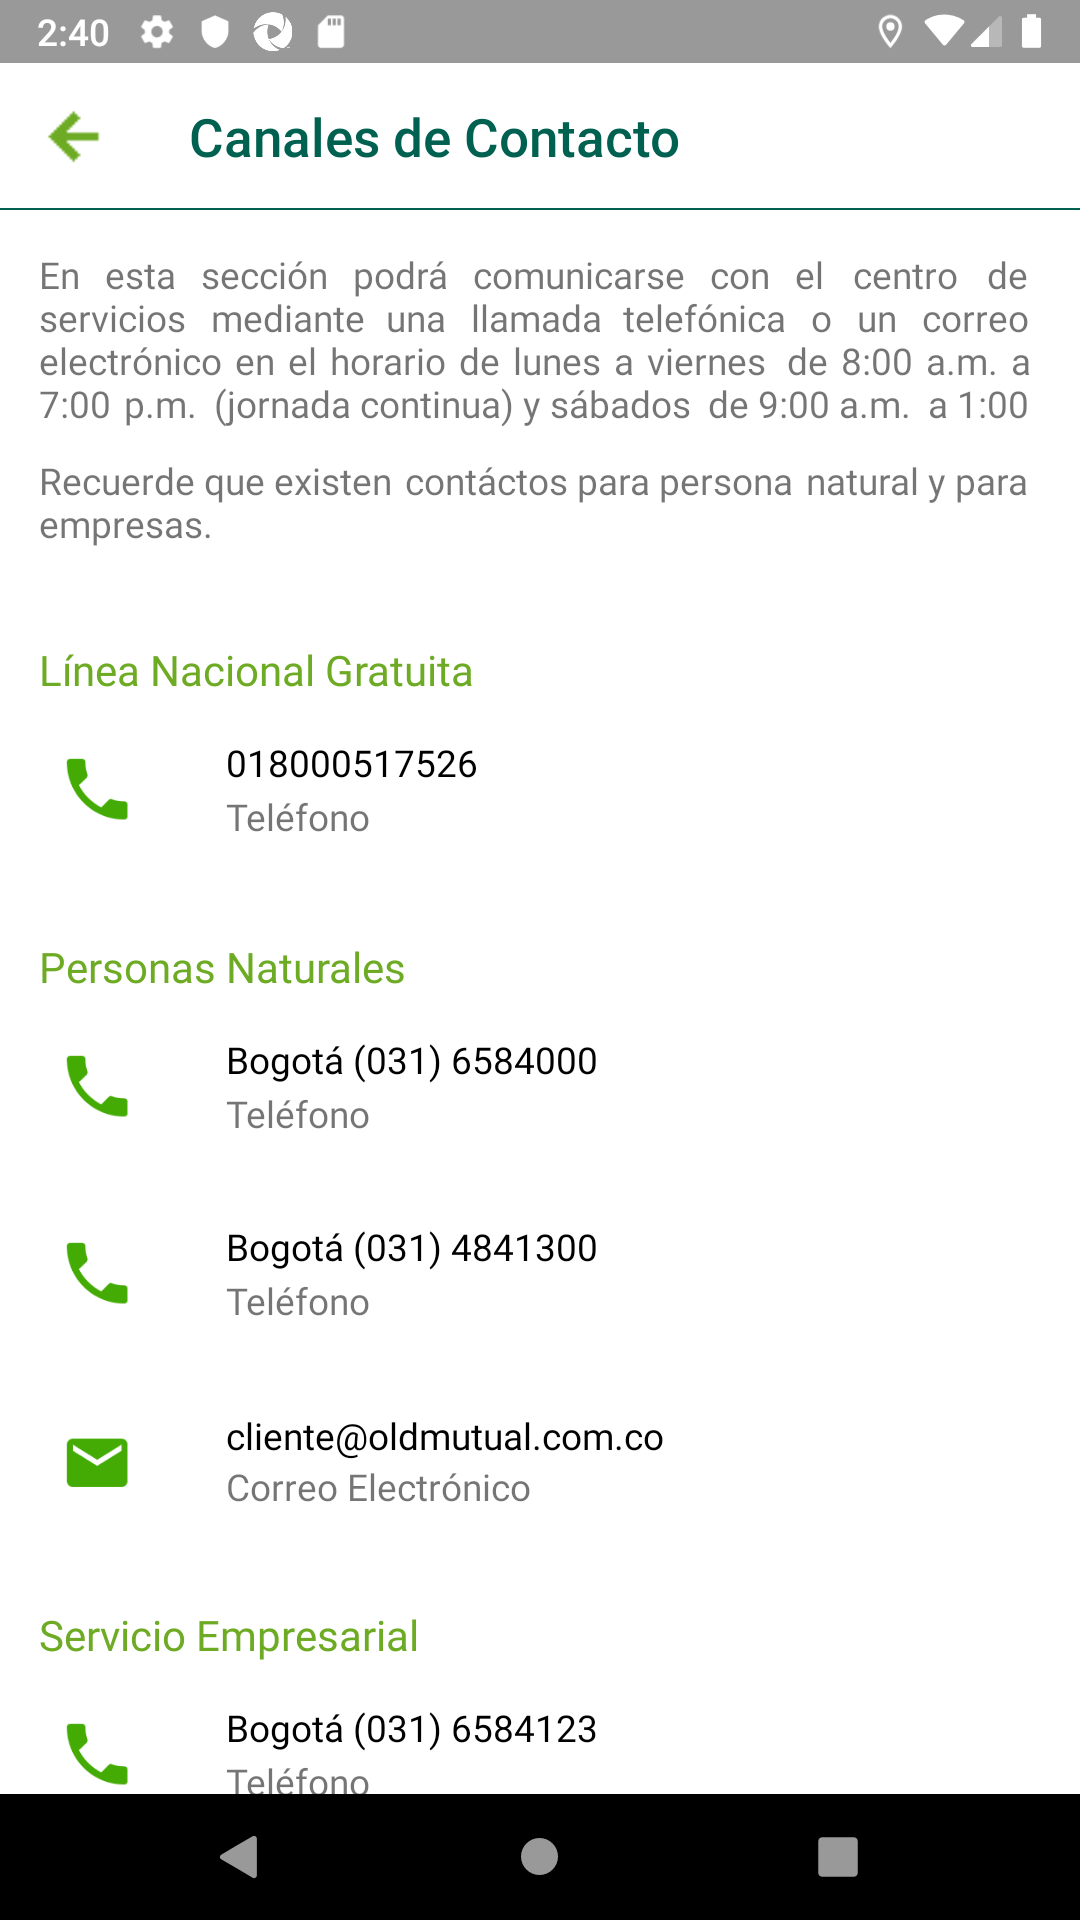 2:40
Canales de Contacto
En esta sección podrá comunicarse con el centro de
servicios mediante una llamada telefónica o un correo
electrónico en el horario de lunes a viernes de 8:00 a.m. a
7:00 p.m. (jornada continua) y sábados de 9:00 a.m. a 1:00
Recuerde que existen contáctos para persona natural y para
empresas.
Línea Nacional Gratuita
018000517526
Teléfono
Personas Naturales
Bogotá (031) 6584000
Teléfono
Bogotá (031) 4841300
Teléfono
cliente@oldmutual.com.co
Correo Electrónico
Servicio Empresarial
Bogotá (031) 6584123
Teléfono